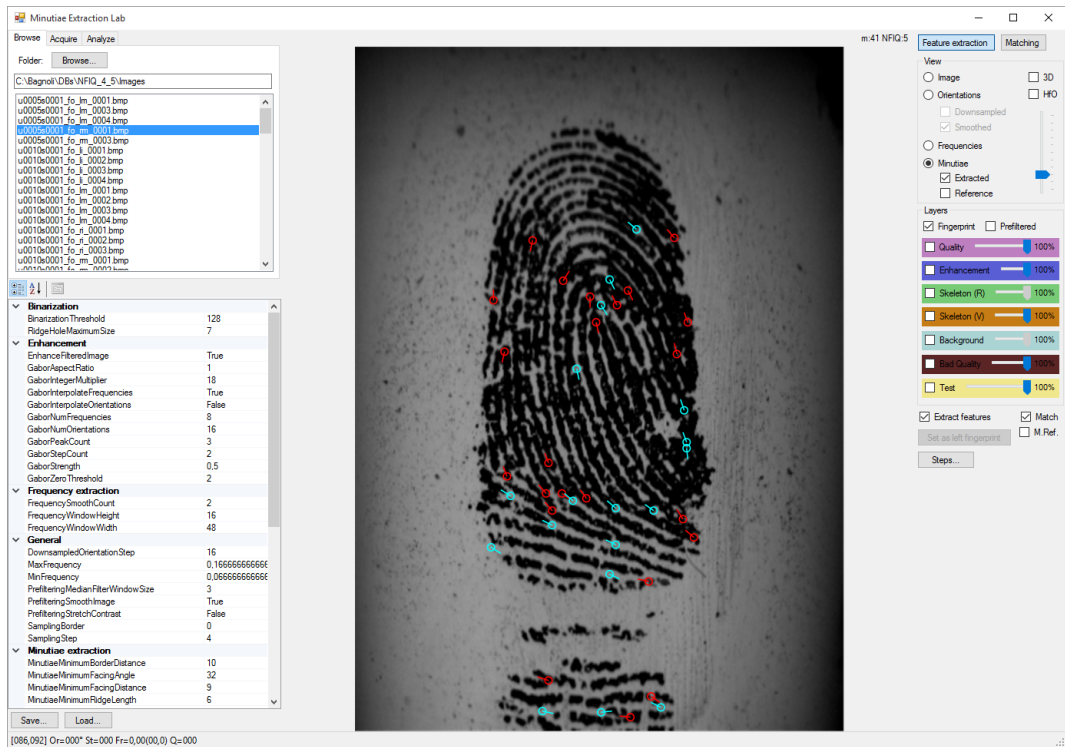 Minutiae Extraction Lab
Browse Acquire Analyze
Folder: Browse...
C:\Bagnoli\DBs\NFIQ_4_5\Images
u0005s0001_fo_lm_0001.bmp
u0005s0001_fo_lm_0003.bmp
u0005s0001_fo_lm_0004.bmp
u0005s0001_fo_rm_0001.bmp
u0005s0001_fo_rm_0003.bmp
u0010s0001_fo_li_0001.bmp
u0010s0001_fo_li_0002.bmp
u0010s0001_fo_li_0003.bmp
u0010s0001_fo_li_0004.bmp
u0010s0001_fo_lm_0001.bmp
u0010s0001_fo_lm_0002.bmp
u0010s0001_fo_lm_0003.bmp
u0010s0001_fo_lm_0004.bmp
u0010s0001_fo_ri_0001.bmp
u0010s0001_fo_ri_0002.bmp
u0010s0001_fo_ri_0003.bmp
u0010s0001_fo_rm_0001.bmp
Binarization
BinarizationThreshold 128
RidgeHoleMaximumSize 7
Enhancement
EnhanceFilteredImage True
GaborAspectRatio 1
GaborIntegerMultiplier 18
GaborInterpolateFrequencies True
GaborInterpolateOrientations False
GaborNumFrequencies 8
GaborNumOrientations 16
GaborPeakCount 3
GaborStepCount 2
GaborStrength 0,5
GaborZeroThreshold 2
Frequency extraction
FrequencySmoothCount 2
FrequencyWindowHeight 16
FrequencyWindowWidth 48
General
DownsampledOrientationStep 16
MaxFrequency 0,166666666666
MinFrequency 0,066666666666
PrefilteringMedianFilterWindowSize 3
PrefilteringSmoothImage True
PrefilteringStretchContrast False
SamplingBorder 0
SamplingStep 4
Minutiae extraction
MinutiaeMinimumBorderDistance 10
MinutiaeMinimumFacingAngle 32
MinutiaeMinimumFacingDistance 9
MinutiaeMinimumRidgeLength 6
Save... Load...
[086,092] Or=000° St=000 Fr=0,00(00,0) Q=000
m:41 NFIQ:5
Feature extraction Matching
View
Image 3D
Orientations HfO
Downsampled
Smoothed
Frequencies
Minutiae
Extracted
Reference
Layers
Fingerprint Prefiltered
Quality 100%
Enhancement 100%
Skeleton (R) 100%
Skeleton (V) 100%
Background 100%
Bad Quality 100%
Test 100%
Extract features Match
Set as left fingerprint M.Ref.
Steps...